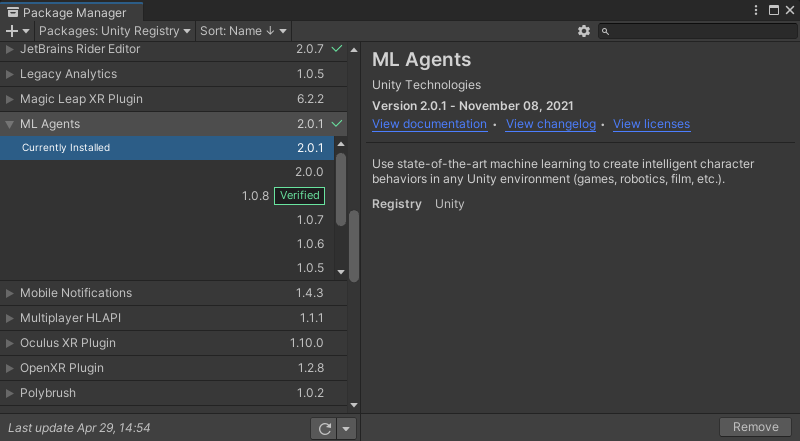 Package Manager
Packages: Unity Registry
Sort: Name ↓
JetBrains Rider Editor 2.0.7
Legacy Analytics 1.0.5
Magic Leap XR Plugin 6.2.2
ML Agents 2.0.1
Currently Installed 2.0.1
2.0.0
1.0.8 Verified
1.0.7
1.0.6
1.0.5
Mobile Notifications 1.4.3
Multiplayer HLAPI 1.1.1
Oculus XR Plugin 1.10.0
OpenXR Plugin 1.2.8
Polybrush 1.0.2
Last update Apr 29, 14:54
ML Agents
Unity Technologies
Version 2.0.1 - November 08, 2021
View documentation • View changelog • View licenses
Use state-of-the-art machine learning to create intelligent character
behaviors in any Unity environment (games, robotics, film, etc.).
Registry Unity
Remove